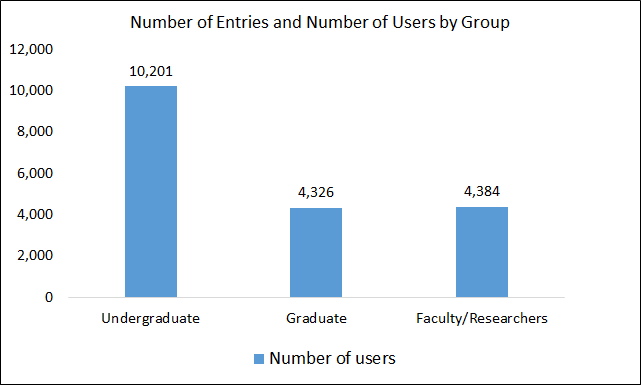 Number of Entries and Number of Users by Group
12,000
10,000
8,000
6,000
4,000
2,000
0
10,201
4,326
4,384
Undergraduate
Graduate
Faculty/Researchers
Number of users